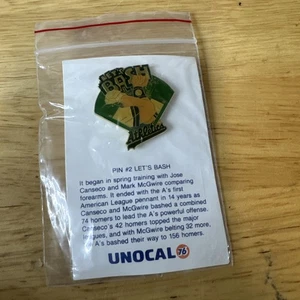 LET'S
BASH
PIN #2 LET'S BASH
It began in spring training with Jose
Canseco and Mark McGwire comparing
forearms. It ended with the A's first
American League pennant in 14 years as
Canseco and McGwire bashed a combined
74 homers to lead the A's powerful offense.
Canseco's 42 homers topped the major
leagues, and with McGwire belting 32 more,
A's bashed their way to 156 homers.
UNOCAL 76